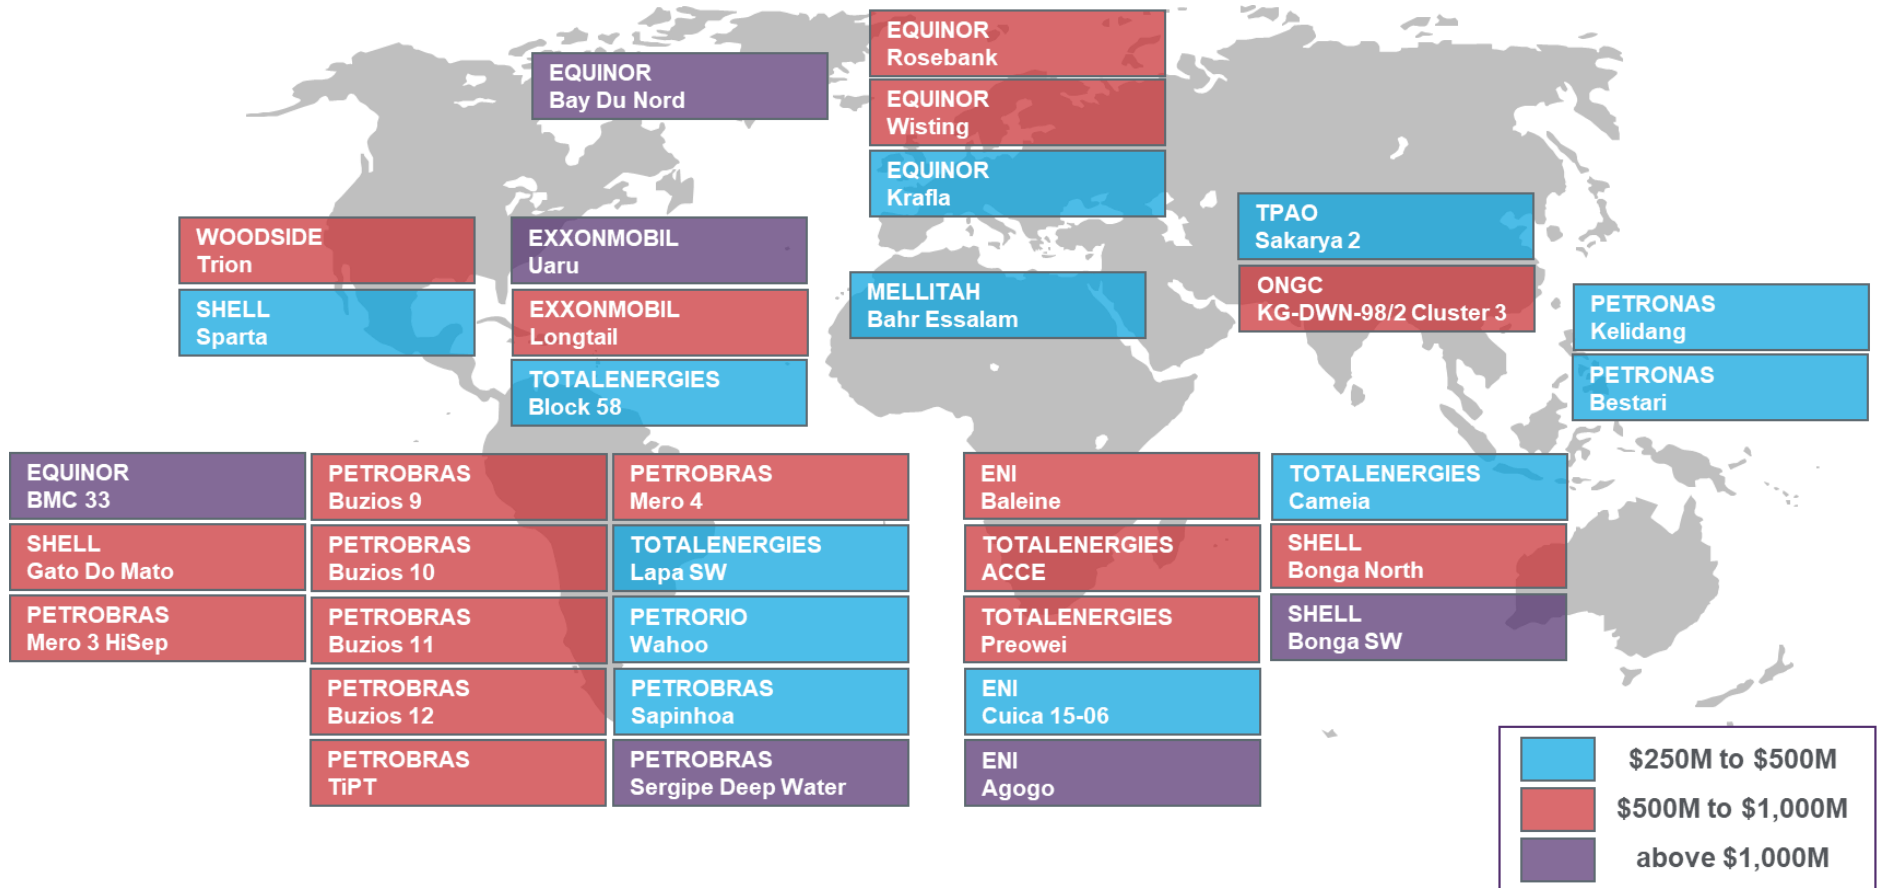 EQUINOR
Rosebank
EQUINOR
Bay Du Nord
EQUINOR
Wisting
EQUINOR
Krafla
TPAO
Sakarya 2
WOODSIDE
Trion
EXXONMOBIL
Uaru
MELLITAH
Bahr Essalam
ONGC
KG-DWN-98/2 Cluster 3
SHELL
Sparta
EXXONMOBIL
Longtail
PETRONAS
Kelidang
TOTALENERGIES
Block 58
PETRONAS
Bestari
EQUINOR
BMC 33
SHELL
Gato Do Mato
PETROBRAS
Mero 3 HiSep
PETROBRAS
Buzios 9
PETROBRAS
Buzios 10
PETROBRAS
Buzios 11
PETROBRAS
Buzios 12
PETROBRAS
TiPT
PETROBRAS
Mero 4
TOTALENERGIES
Lapa SW
PETRORIO
Wahoo
PETROBRAS
Sapinhoa
PETROBRAS
Sergipe Deep Water
ENI
Baleine
TOTALENERGIES
ACCE
TOTALENERGIES
Preowei
ENI
Cuica 15-06
ENI
Agogo
TOTALENERGIES
Cameia
SHELL
Bonga North
SHELL
Bonga SW
$250M to $500M
$500M to $1,000M
above $1,000M